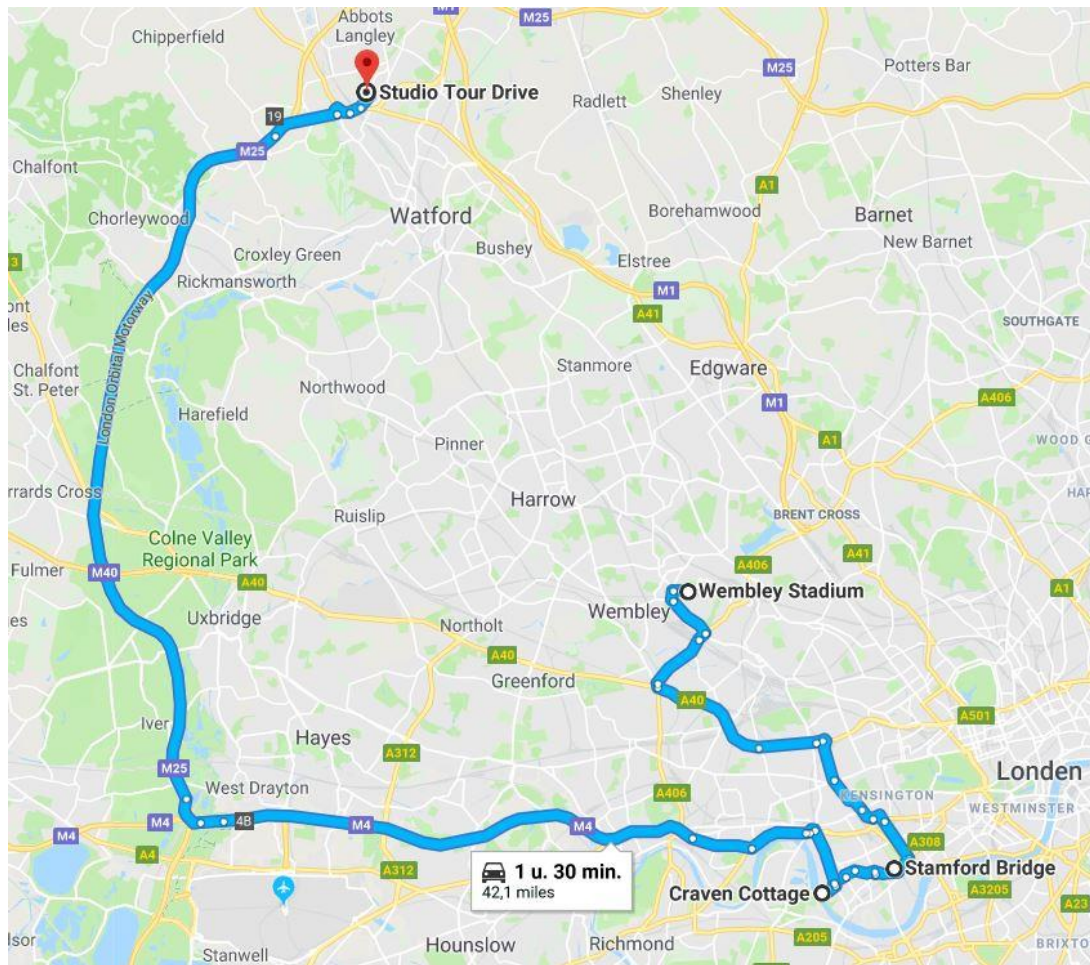 Abbots
Langley
M1
M25
Chipperfield
Potters Bar
M25
Studio Tour Drive
Radlett
Shenley
19
M25
Chalfont
A1
Chorleywood
Watford
Borehamwood
Barnet
New Barnet
Croxley Green
Bushey
Elstree
Rickmansworth
M1
A41
SOUTHGATE
London Orbital Motorway
Chalfont
St. Peter
Stanmore
Edgware
Northwood
A406
M1
Harefield
Pinner
A1
WOOD G
rrards Cross
Harrow
Ruislip
BRENT CROSS
Colne Valley
Regional Park
A41
Fulmer
M40
A40
A406
A1
Wembley Stadium
Wembley
Uxbridge
Northolt
A40
Greenford
A40
A501
Iver
Hayes
A312
M25
Londen
West Drayton
A406
KENSINGTON
WESTMINSTER
M4
M4
4B
M4
M4
A4
A308
A312
1 u. 30 min.
42,1 miles
Stamford Bridge
Craven Cottage
A3205
A23
Hounslow
Richmond
A205
Stanwell
BRIXTO